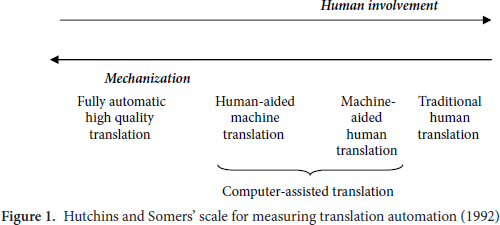 Human involvement
Mechanization
Fully automatic
high quality
translation
Human-aided
machine
translation
Machine-
aided
human
translation
Traditional
human
translation
Computer-assisted translation
Figure 1. Hutchins and Somers’ scale for measuring translation automation (1992)